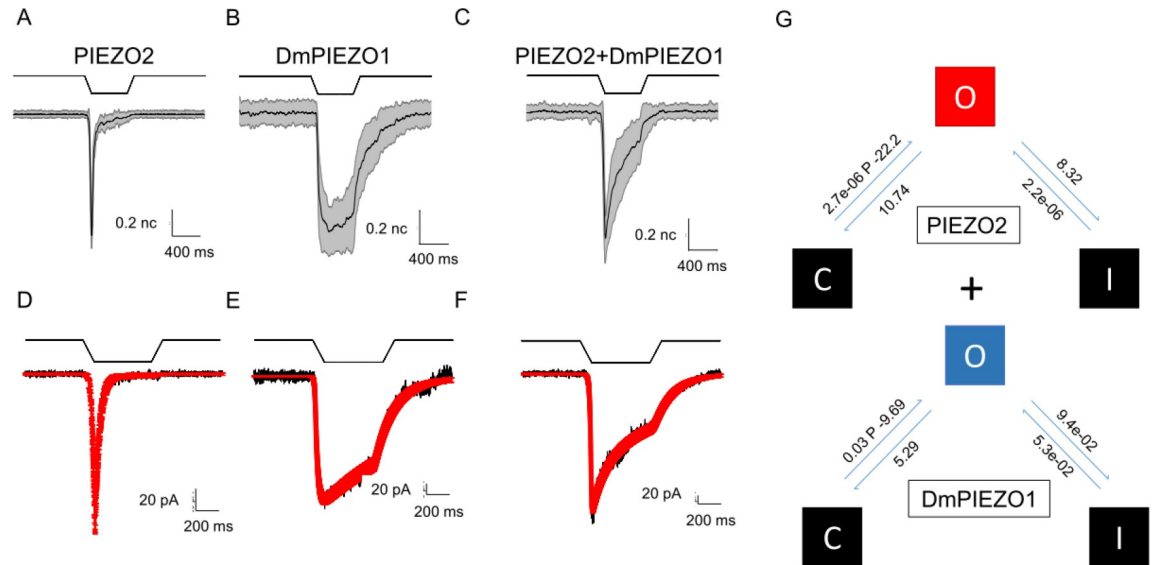 A
B
C
G
PIEZO2
DmPIEZO1
PIEZO2+DmPIEZO1
0.2 nc
400 ms
0.2 nc
400 ms
0.2 nc
400 ms
D
E
F
20 pA
200 ms
20 pA
200 ms
20 pA
200 ms
O
2.7e-06 P -22.2
10.74
8.32
2.2e-06
PIEZO2
C
I
+
O
0.03 P -9.69
5.29
9.4e-02
5.3e-02
DmPIEZO1
C
I